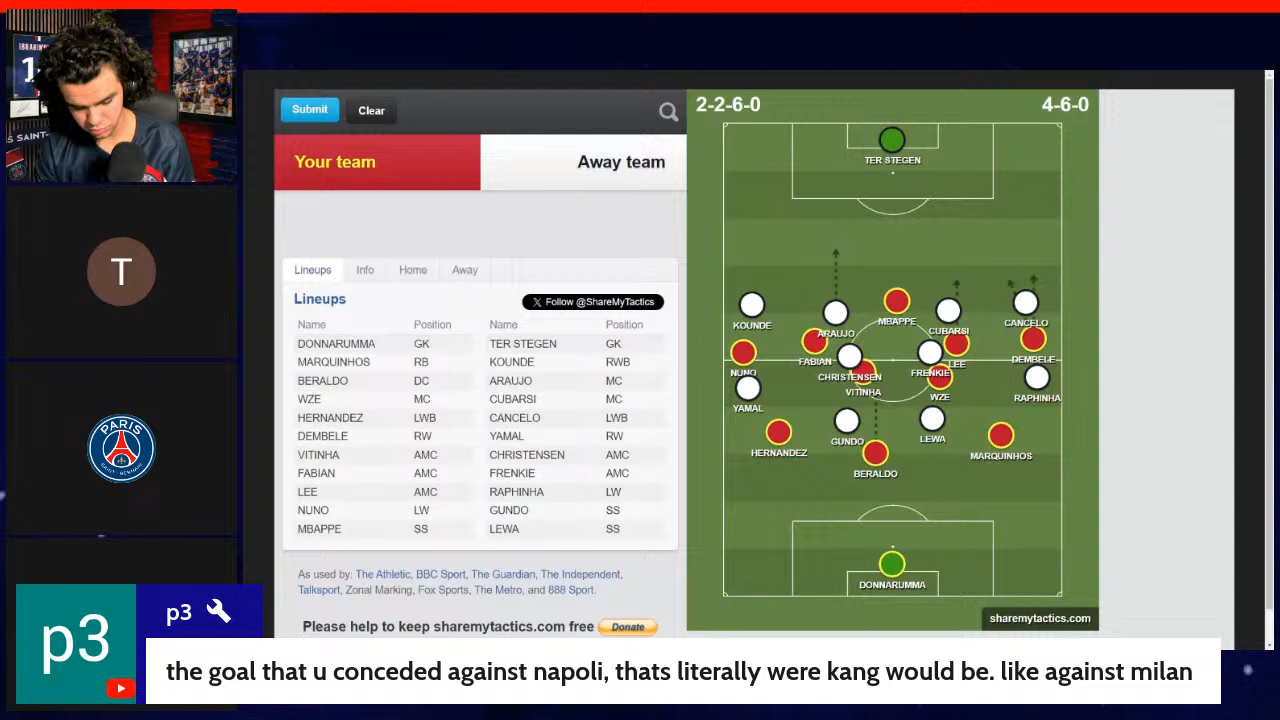 IBRAHIM
1
S SAINT-
Submit
Clear
2-2-6-0
4-6-0
Your team
Away team
Lineups
Info
Home
Away
Lineups
X Follow @ShareMyTactics
Name Position Name Position
DONNARUMMA GK TER STEGEN GK
MARQUINHOS RB KOUNDE RWB
BERALDO DC ARAUJO MC
WZE MC CUBARSI MC
HERNANDEZ LWB CANCELO LWB
DEMBELE RW YAMAL RW
VITINHA AMC CHRISTENSEN AMC
FABIAN AMC FRENKIE AMC
LEE AMC RAPHINHA LW
NUNO LW GUNDO SS
MBAPPE SS LEWA SS
As used by: The Athletic, BBC Sport, The Guardian, The Independent,
Talksport, Zonal Marking, Fox Sports, The Metro, and 888 Sport.
Please help to keep sharemytactics.com free Donate
TER STEGEN
KOUNDE
ARAUJO
MBAPPE
CUBARSI
CANCELO
FABIAN
LEE
DEMBELE
NUNO
CHRISTENSEN
FRENKIE
VITINHA
WZE
RAPHINHA
YAMAL
GUNDO
LEWA
HERNANDEZ
BERALDO
MARQUINHOS
DONNARUMMA
sharemytactics.com
T
PARIS
p3
p3
the goal that u conceded against napoli, thats literally were kang would be. like against milan